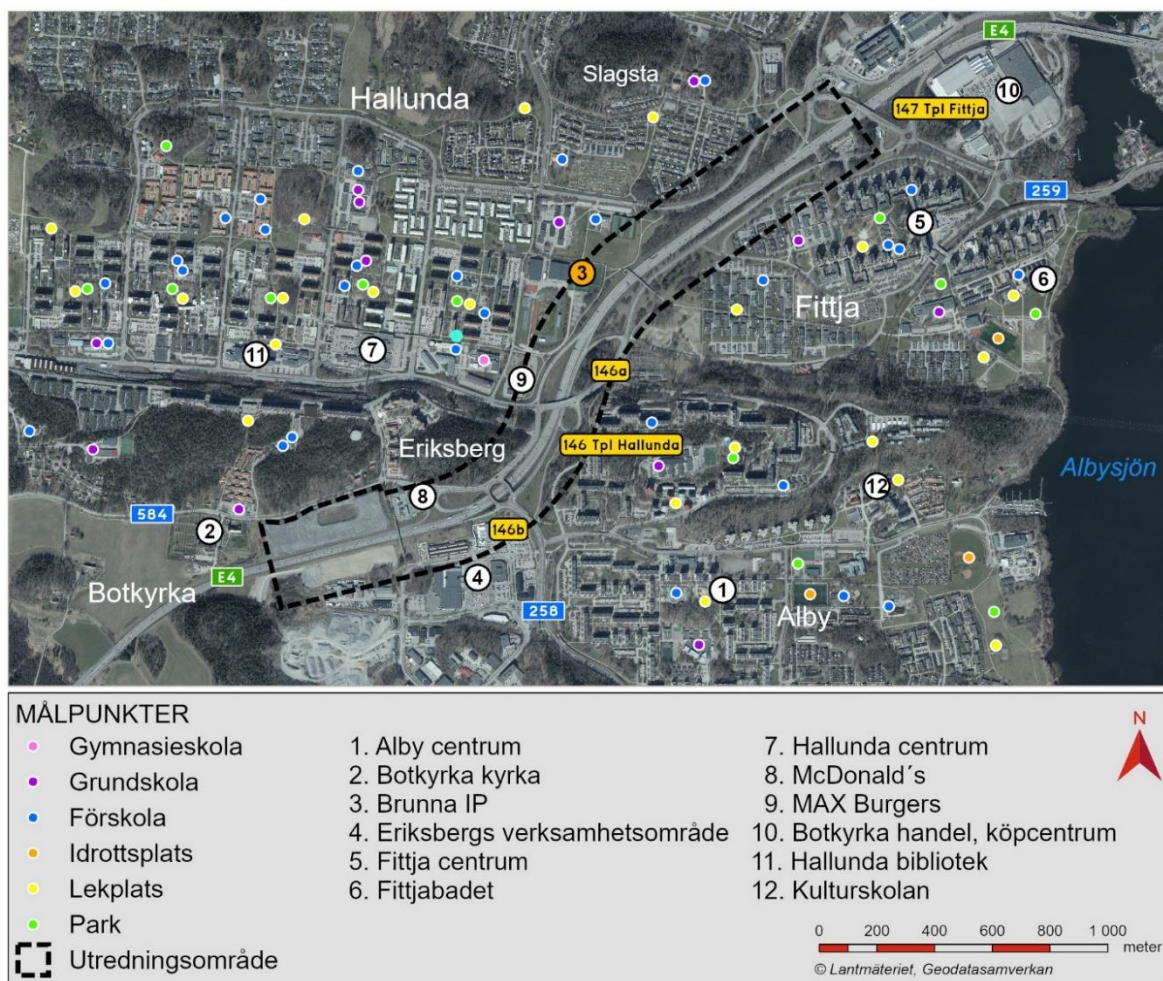 E4
Slagsta
Hallunda
10
147 Tpl Fittja
259
5
3
6
Fittja
11
7
9
146a
Eriksberg
146 Tpl Hallunda
Albysjön
8
12
584
2
146b
E4
4
Botkyrka
258
1
Alby
MÅLPUNKTER
Gymnasieskola
Grundskola
Förskola
Idrottsplats
Lekplats
Park
Utredningsområde
1. Alby centrum
2. Botkyrka kyrka
3. Brunna IP
4. Eriksbergs verksamhetsområde
5. Fittja centrum
6. Fittjabadet
7. Hallunda centrum
8. McDonald´s
9. MAX Burgers
10. Botkyrka handel, köpcentrum
11. Hallunda bibliotek
12. Kulturskolan
N
0 200 400 600 800 1 000
meter
© Lantmäteriet, Geodatasamverkan